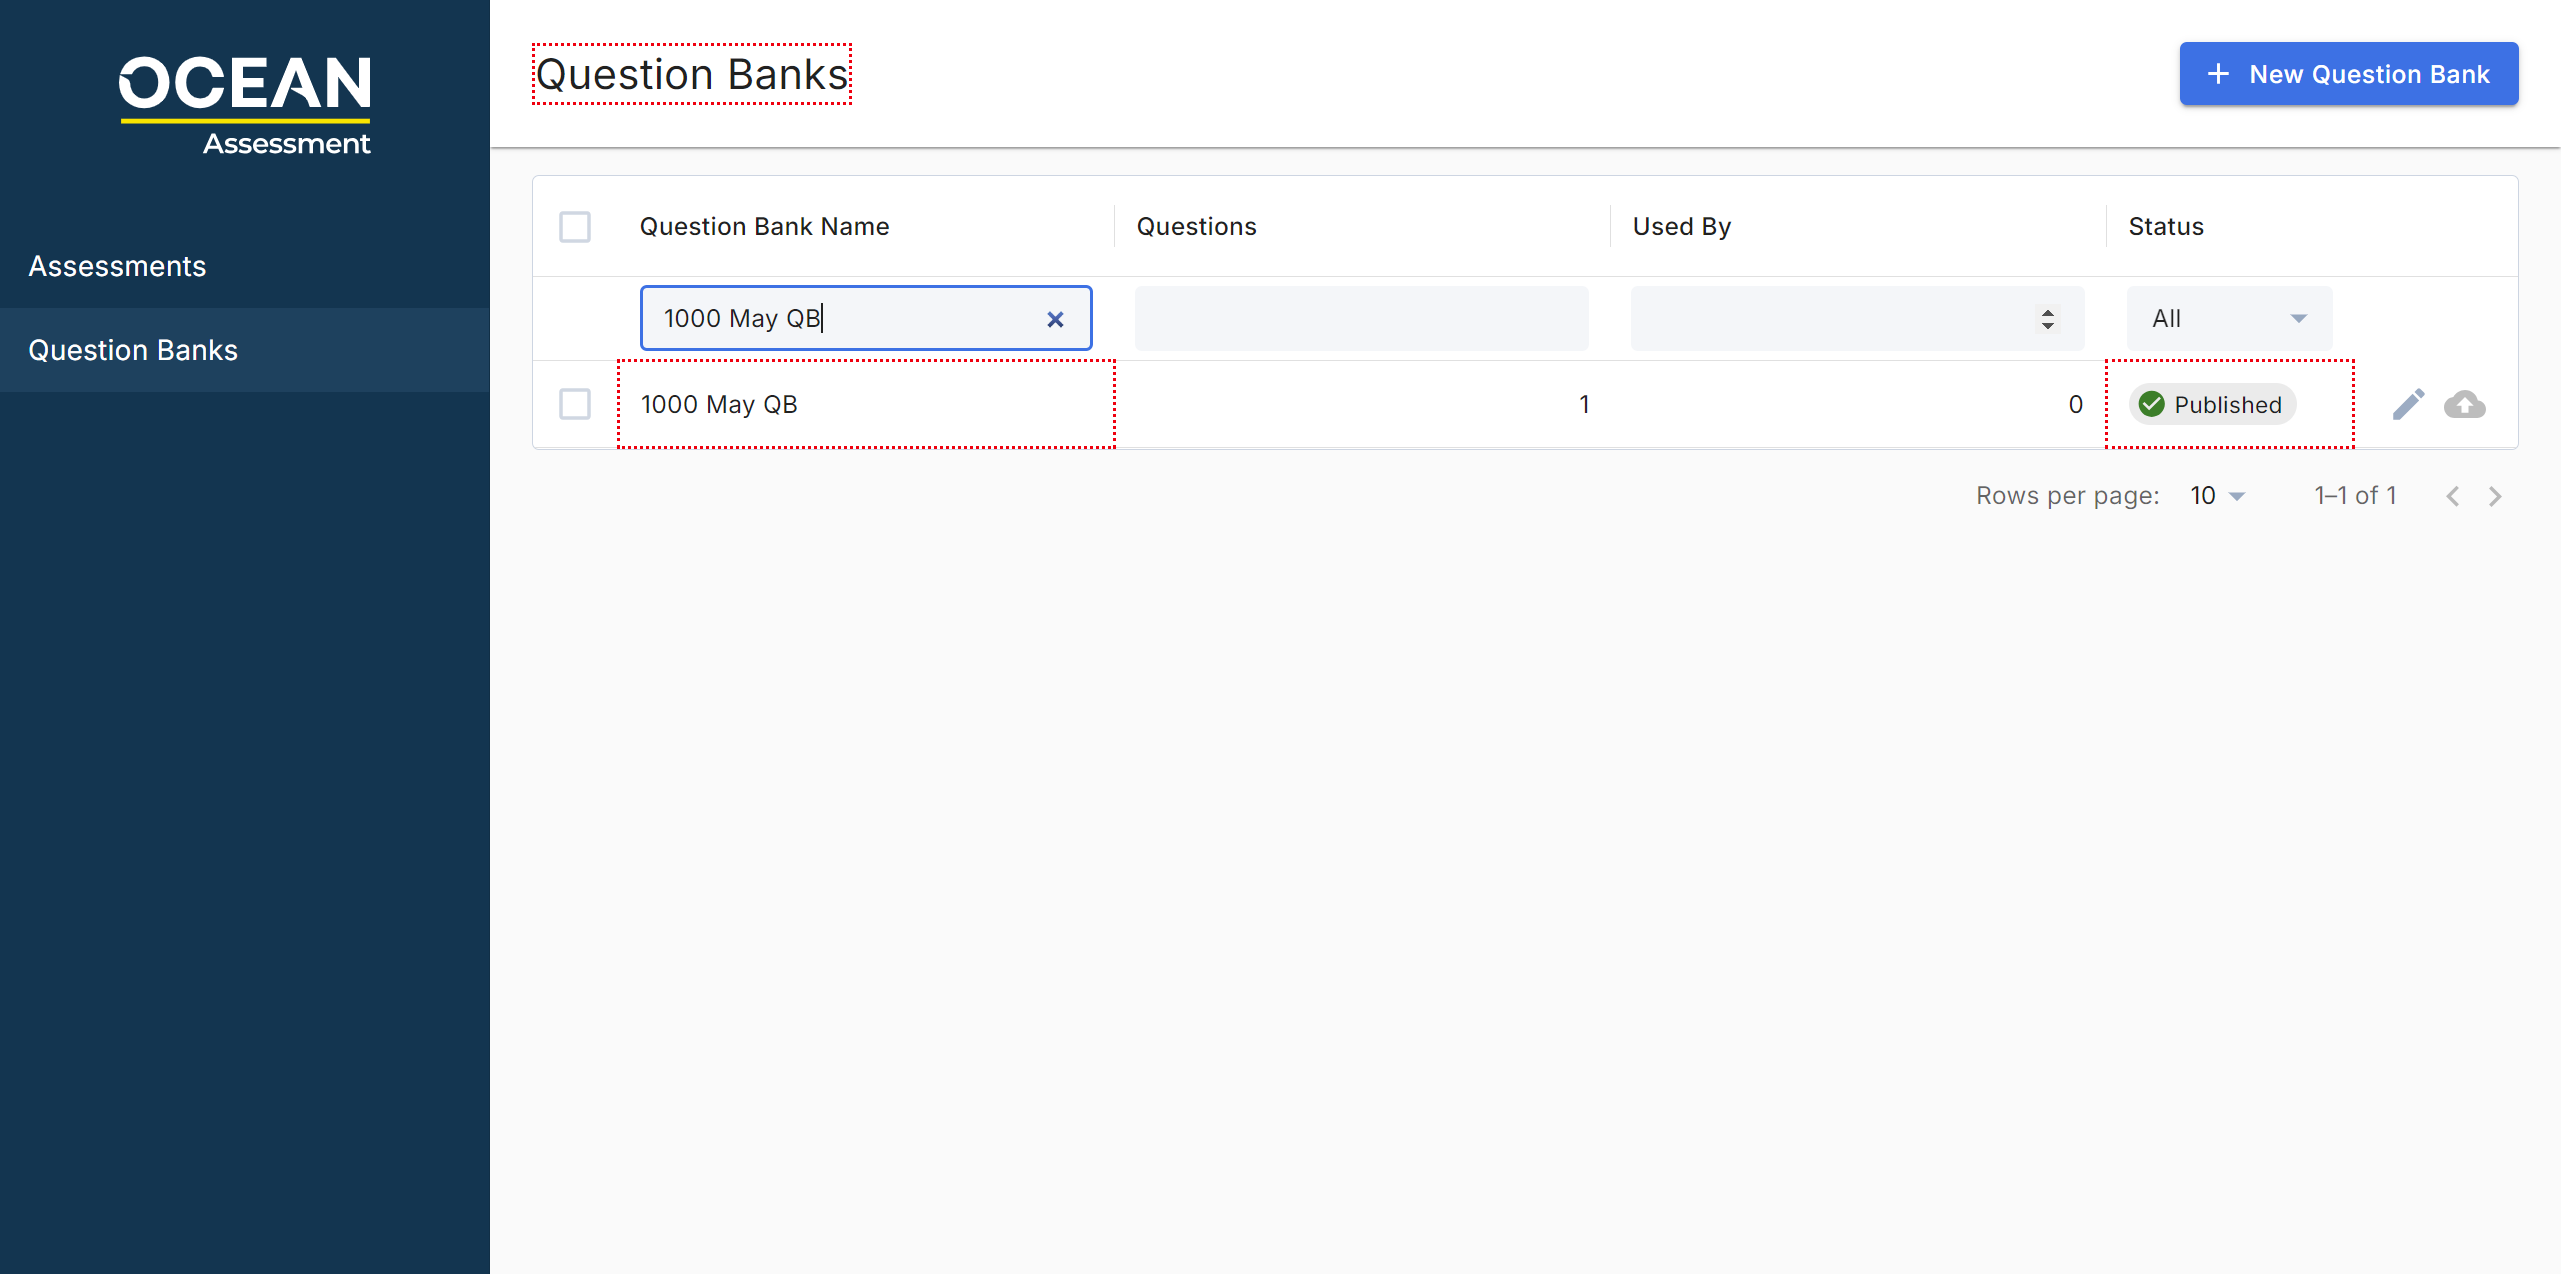 OCEAN
Assessment
Assessments
Question Banks
Question Banks
+ New Question Bank
Question Bank Name Questions Used By Status
1000 May QB All
1000 May QB 1 0 Published
Rows per page: 10 1–1 of 1